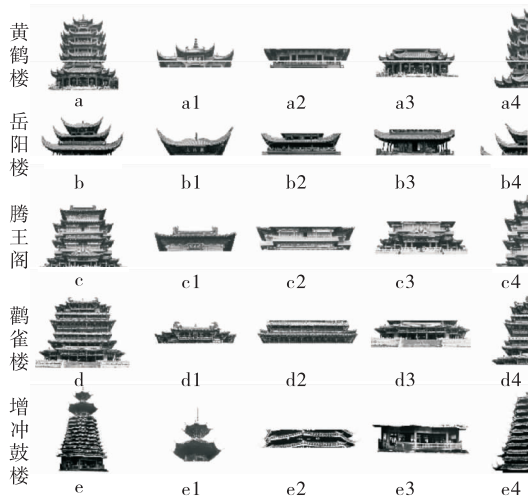 黄鹤楼
a a1 a2 a3 a4
岳阳楼
b b1 b2 b3 b4
腾王阁
c c1 c2 c3 c4
鹳雀楼
d d1 d2 d3 d4
增冲鼓楼
e e1 e2 e3 e4